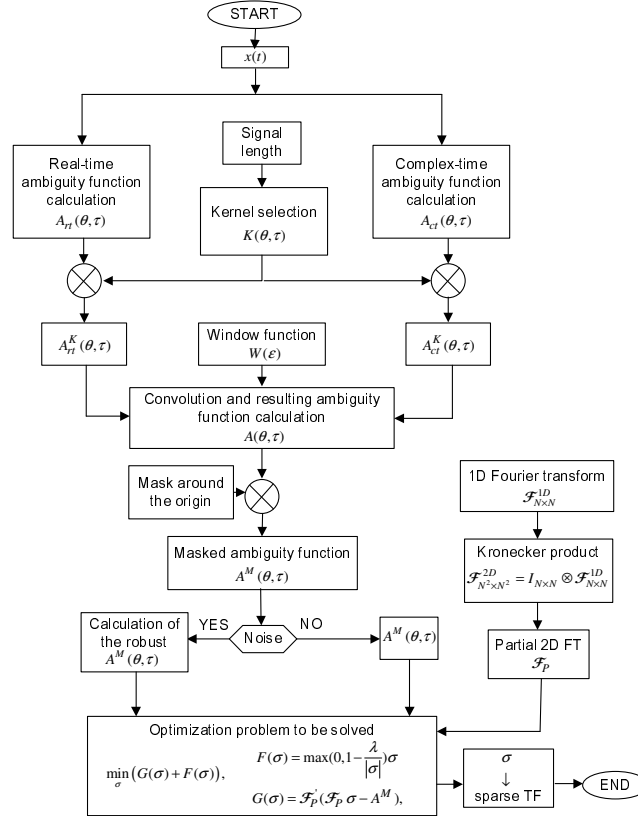 START
x(t)
Signal
length
Real-time
ambiguity function
calculation
A_rt(θ,τ)
Kernel selection
K(θ,τ)
Complex-time
ambiguity function
calculation
A_ct(θ,τ)
A_rt^K(θ,τ)
Window function
W(ε)
A_ct^K(θ,τ)
Convolution and resulting ambiguity
function calculation
A(θ,τ)
Mask around
the origin
1D Fourier transform
ℱ_{N×N}^{1D}
Masked ambiguity function
A^M(θ,τ)
Kronecker product
ℱ_{N²×N²}^{2D} = I_{N×N} ⊗ ℱ_{N×N}^{1D}
Calculation of
the robust
A^M(θ,τ)
YES
Noise
NO
A^M(θ,τ)
Partial 2D FT
ℱ_P
Optimization problem to be solved
min_σ (G(σ) + F(σ)),
F(σ) = max(0,1−λ/|σ|)σ
G(σ) = ℱ_P'(ℱ_P σ − A^M),
σ
↓
sparse TF
END